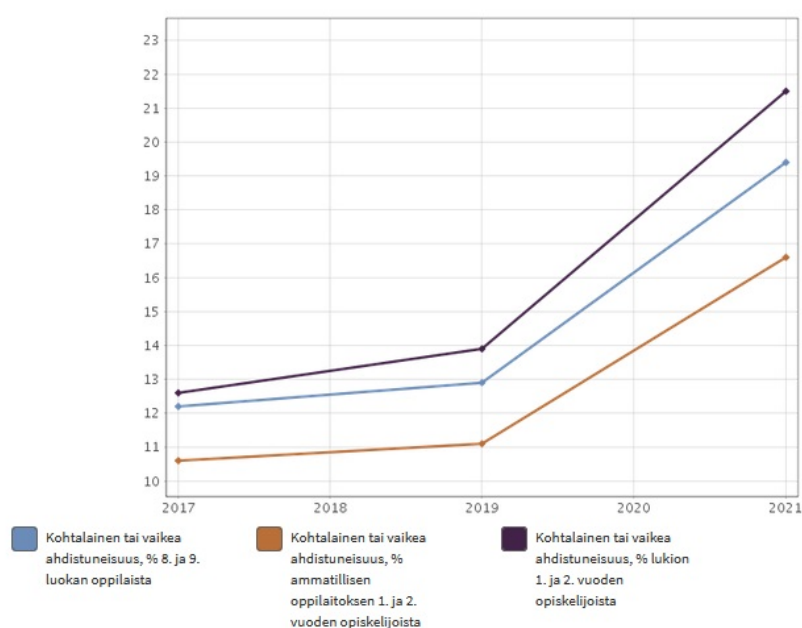 23
22
21
20
19
18
17
16
15
14
13
12
11
10
2017 2018 2019 2020 2021
Kohtalainen tai vaikea
ahdistuneisuus, % 8. ja 9.
luokan oppilaista
Kohtalainen tai vaikea
ahdistuneisuus, %
ammatillisen
oppilaitoksen 1. ja 2.
vuoden opiskelijoista
Kohtalainen tai vaikea
ahdistuneisuus, % lukion
1. ja 2. vuoden
opiskelijoista